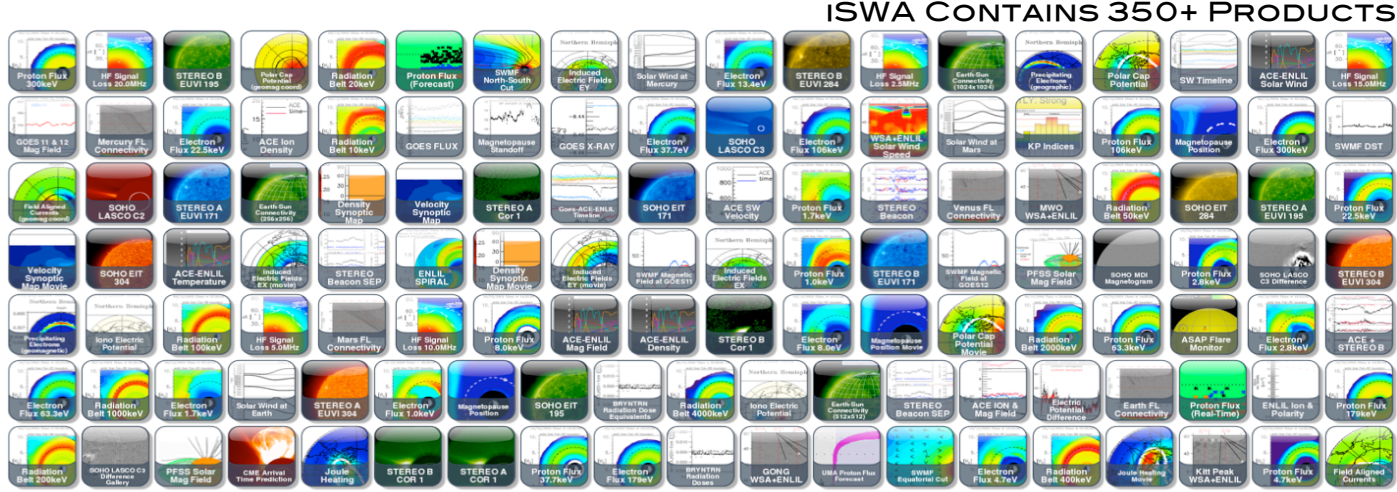 iSWA Contains 350+ Products
Proton Flux 300keV
HF Signal Loss 20.0MHz
STEREO B EUVI 195
Polar Cap Potential (geomag coord)
Radiation Belt 20keV
Proton Flux (Forecast)
SWMF North-South Cut
Induced Electric Fields EY
Solar Wind at Mercury
Electron Flux 13.4eV
STEREO B EUVI 284
HF Signal Loss 2.5MHz
Earth-Sun Connectivity (1024x1024)
Precipitating Electrons (geographic)
Polar Cap Potential
SW Timeline
ACE-ENLIL Solar Wind
HF Signal Loss 15.0MHz
GOES 11 & 12 Mag Field
Mercury FL Connectivity
Electron Flux 22.5keV
ACE Ion Density
Radiation Belt 10keV
GOES FLUX
Magnetopause Standoff
GOES X-RAY
Electron Flux 37.7eV
SOHO LASCO C3
Electron Flux 106keV
WSA+ENLIL Solar Wind Speed
Solar Wind at Mars
KP Indices
Proton Flux 106keV
Magnetopause Position
Electron Flux 300keV
SWMF DST
Field Aligned Currents (geomag coord)
SOHO LASCO C2
STEREO A EUVI 171
Earth-Sun Connectivity (256x256)
Density Synoptic Map
Velocity Synoptic Map
STEREO A Cor 1
Goes-ACE-ENLIL Timeline
SOHO EIT 171
ACE SW Velocity
Proton Flux 1.7keV
STEREO Beacon
Venus FL Connectivity
MWO WSA+ENLIL
Radiation Belt 50keV
SOHO EIT 284
STEREO A EUVI 195
Proton Flux 22.5keV
Velocity Synoptic Map Movie
SOHO EIT 304
ACE-ENLIL Temperature
Induced Electric Fields EX (movie)
STEREO Beacon SEP
ENLIL SPIRAL
Density Synoptic Map Movie
Induced Electric Fields EY (movie)
SWMF Magnetic Field at GOES11
Induced Electric Fields EX
Proton Flux 1.0keV
STEREO B EUVI 171
SWMF Magnetic Field at GOES12
PFSS Solar Mag Field
SOHO MDI Magnetogram
Proton Flux 2.8keV
SOHO LASCO C3 Difference
STEREO B EUVI 304
Precipitating Electrons (geomagnetic)
Iono Electric Potential
Radiation Belt 100keV
HF Signal Loss 5.0MHz
Mars FL Connectivity
HF Signal Loss 10.0MHz
Proton Flux 8.0keV
ACE-ENLIL Mag Field
ACE-ENLIL Density
STEREO B Cor 1
Electron Flux 8.0eV
Magnetopause Position Movie
Polar Cap Potential Movie
Radiation Belt 2000keV
Proton Flux 63.3keV
ASAP Flare Monitor
Electron Flux 2.8keV
ACE + STEREO B
Electron Flux 63.3eV
Radiation Belt 1000keV
Electron Flux 1.7keV
Solar Wind at Earth
STEREO A EUVI 304
Electron Flux 1.0keV
Magnetopause Position
SOHO EIT 195
BRYNTRN Radiation Dose Equivalents
Radiation Belt 4000keV
Iono Electric Potential
Earth-Sun Connectivity (512x512)
STEREO Beacon SEP
ACE ION & Mag Field
Electric Potential Difference
Earth FL Connectivity
Proton Flux (Real-Time)
ENLIL Ion & Polarity
Proton Flux 179keV
Radiation Belt 200keV
SOHO LASCO C3 Difference Gallery
PFSS Solar Mag Field
CME Arrival Time Prediction
Joule Heating
STEREO B COR 1
STEREO A COR 1
Proton Flux 37.7keV
Electron Flux 179eV
BRYNTRN Radiation Doses
GONG WSA+ENLIL
UMA Proton Flux Forecast
SWMF Equatorial Cut
Electron Flux 4.7eV
Radiation Belt 400keV
Joule Heating Movie
Kitt Peak WSA+ENLIL
Proton Flux 4.7keV
Field Aligned Currents